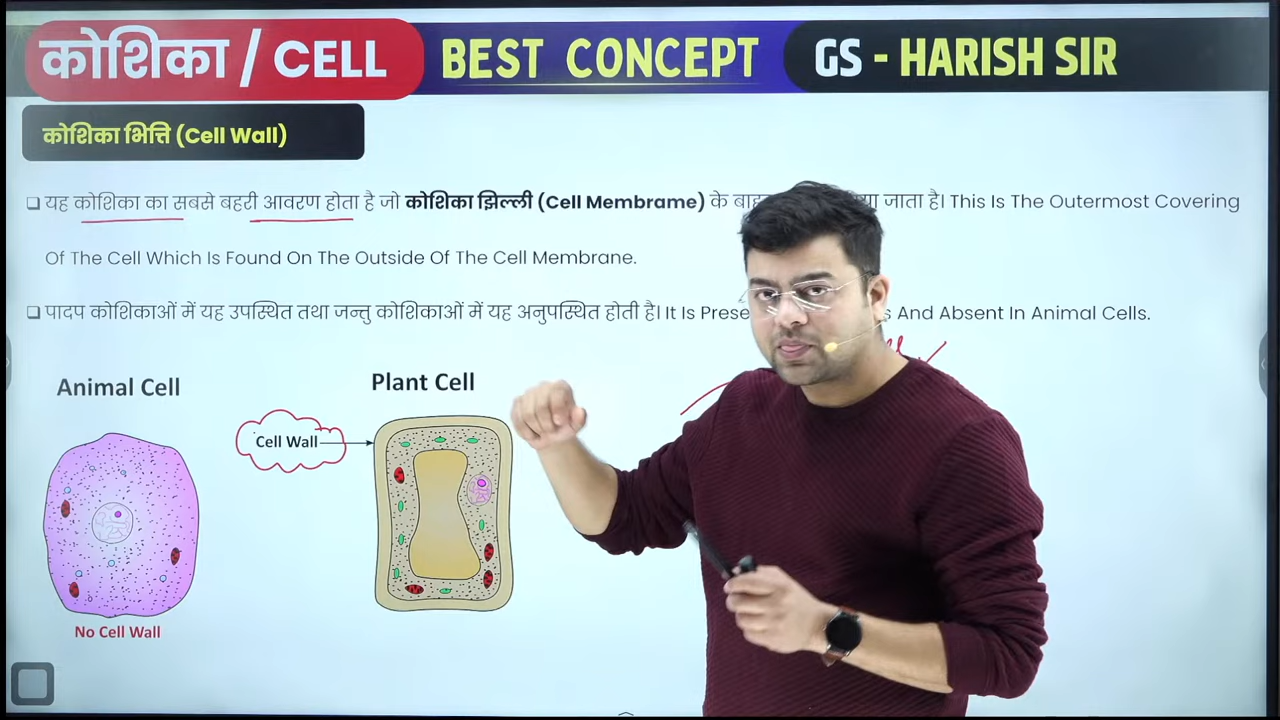 कोशिका / CELL BEST CONCEPT GS - HARISH SIR
कोशिका भित्ति (Cell Wall)
यह कोशिका का सबसे बहरी आवरण होता है जो कोशिका झिल्ली (Cell Membrame) के जाता है। This Is The Outermost Covering
Of The Cell Which Is Found On The Outside Of The Cell Membrane.
पादप कोशिकाओं में यह उपस्थित तथा जन्तु कोशिकाओं में यह अनुपस्थित होती है। It Is And Absent In Animal Cells.
Animal Cell
Plant Cell
Cell Wall
No Cell Wall